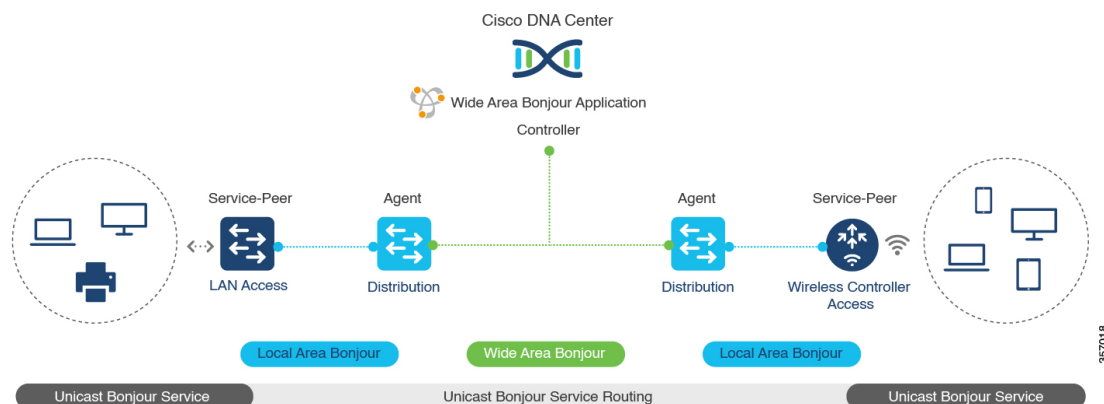 Cisco DNA Center
Wide Area Bonjour Application
Controller
Service-Peer
Agent
Agent
Service-Peer
LAN Access
Distribution
Distribution
Wireless Controller
Access
Local Area Bonjour
Wide Area Bonjour
Local Area Bonjour
Unicast Bonjour Service
Unicast Bonjour Service Routing
Unicast Bonjour Service
357018